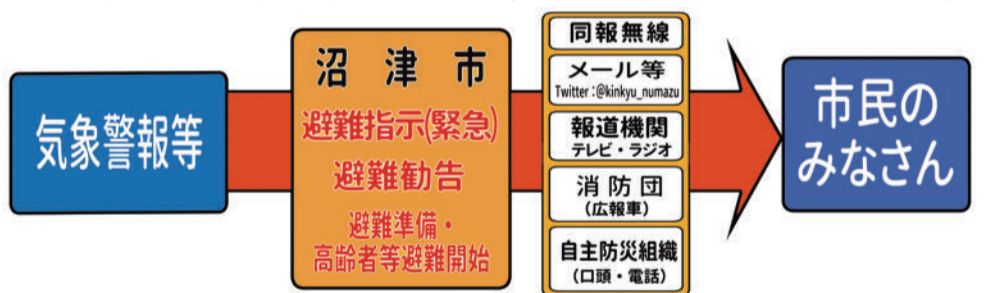 気象警報等
沼津市
避難指示(緊急)
避難勧告
避難準備・
高齢者等避難開始
同報無線
メール等
Twitter:@kinkyu_numazu
報道機関
テレビ・ラジオ
消防団
(広報車)
自主防災組織
(口頭・電話)
市民の
みなさん